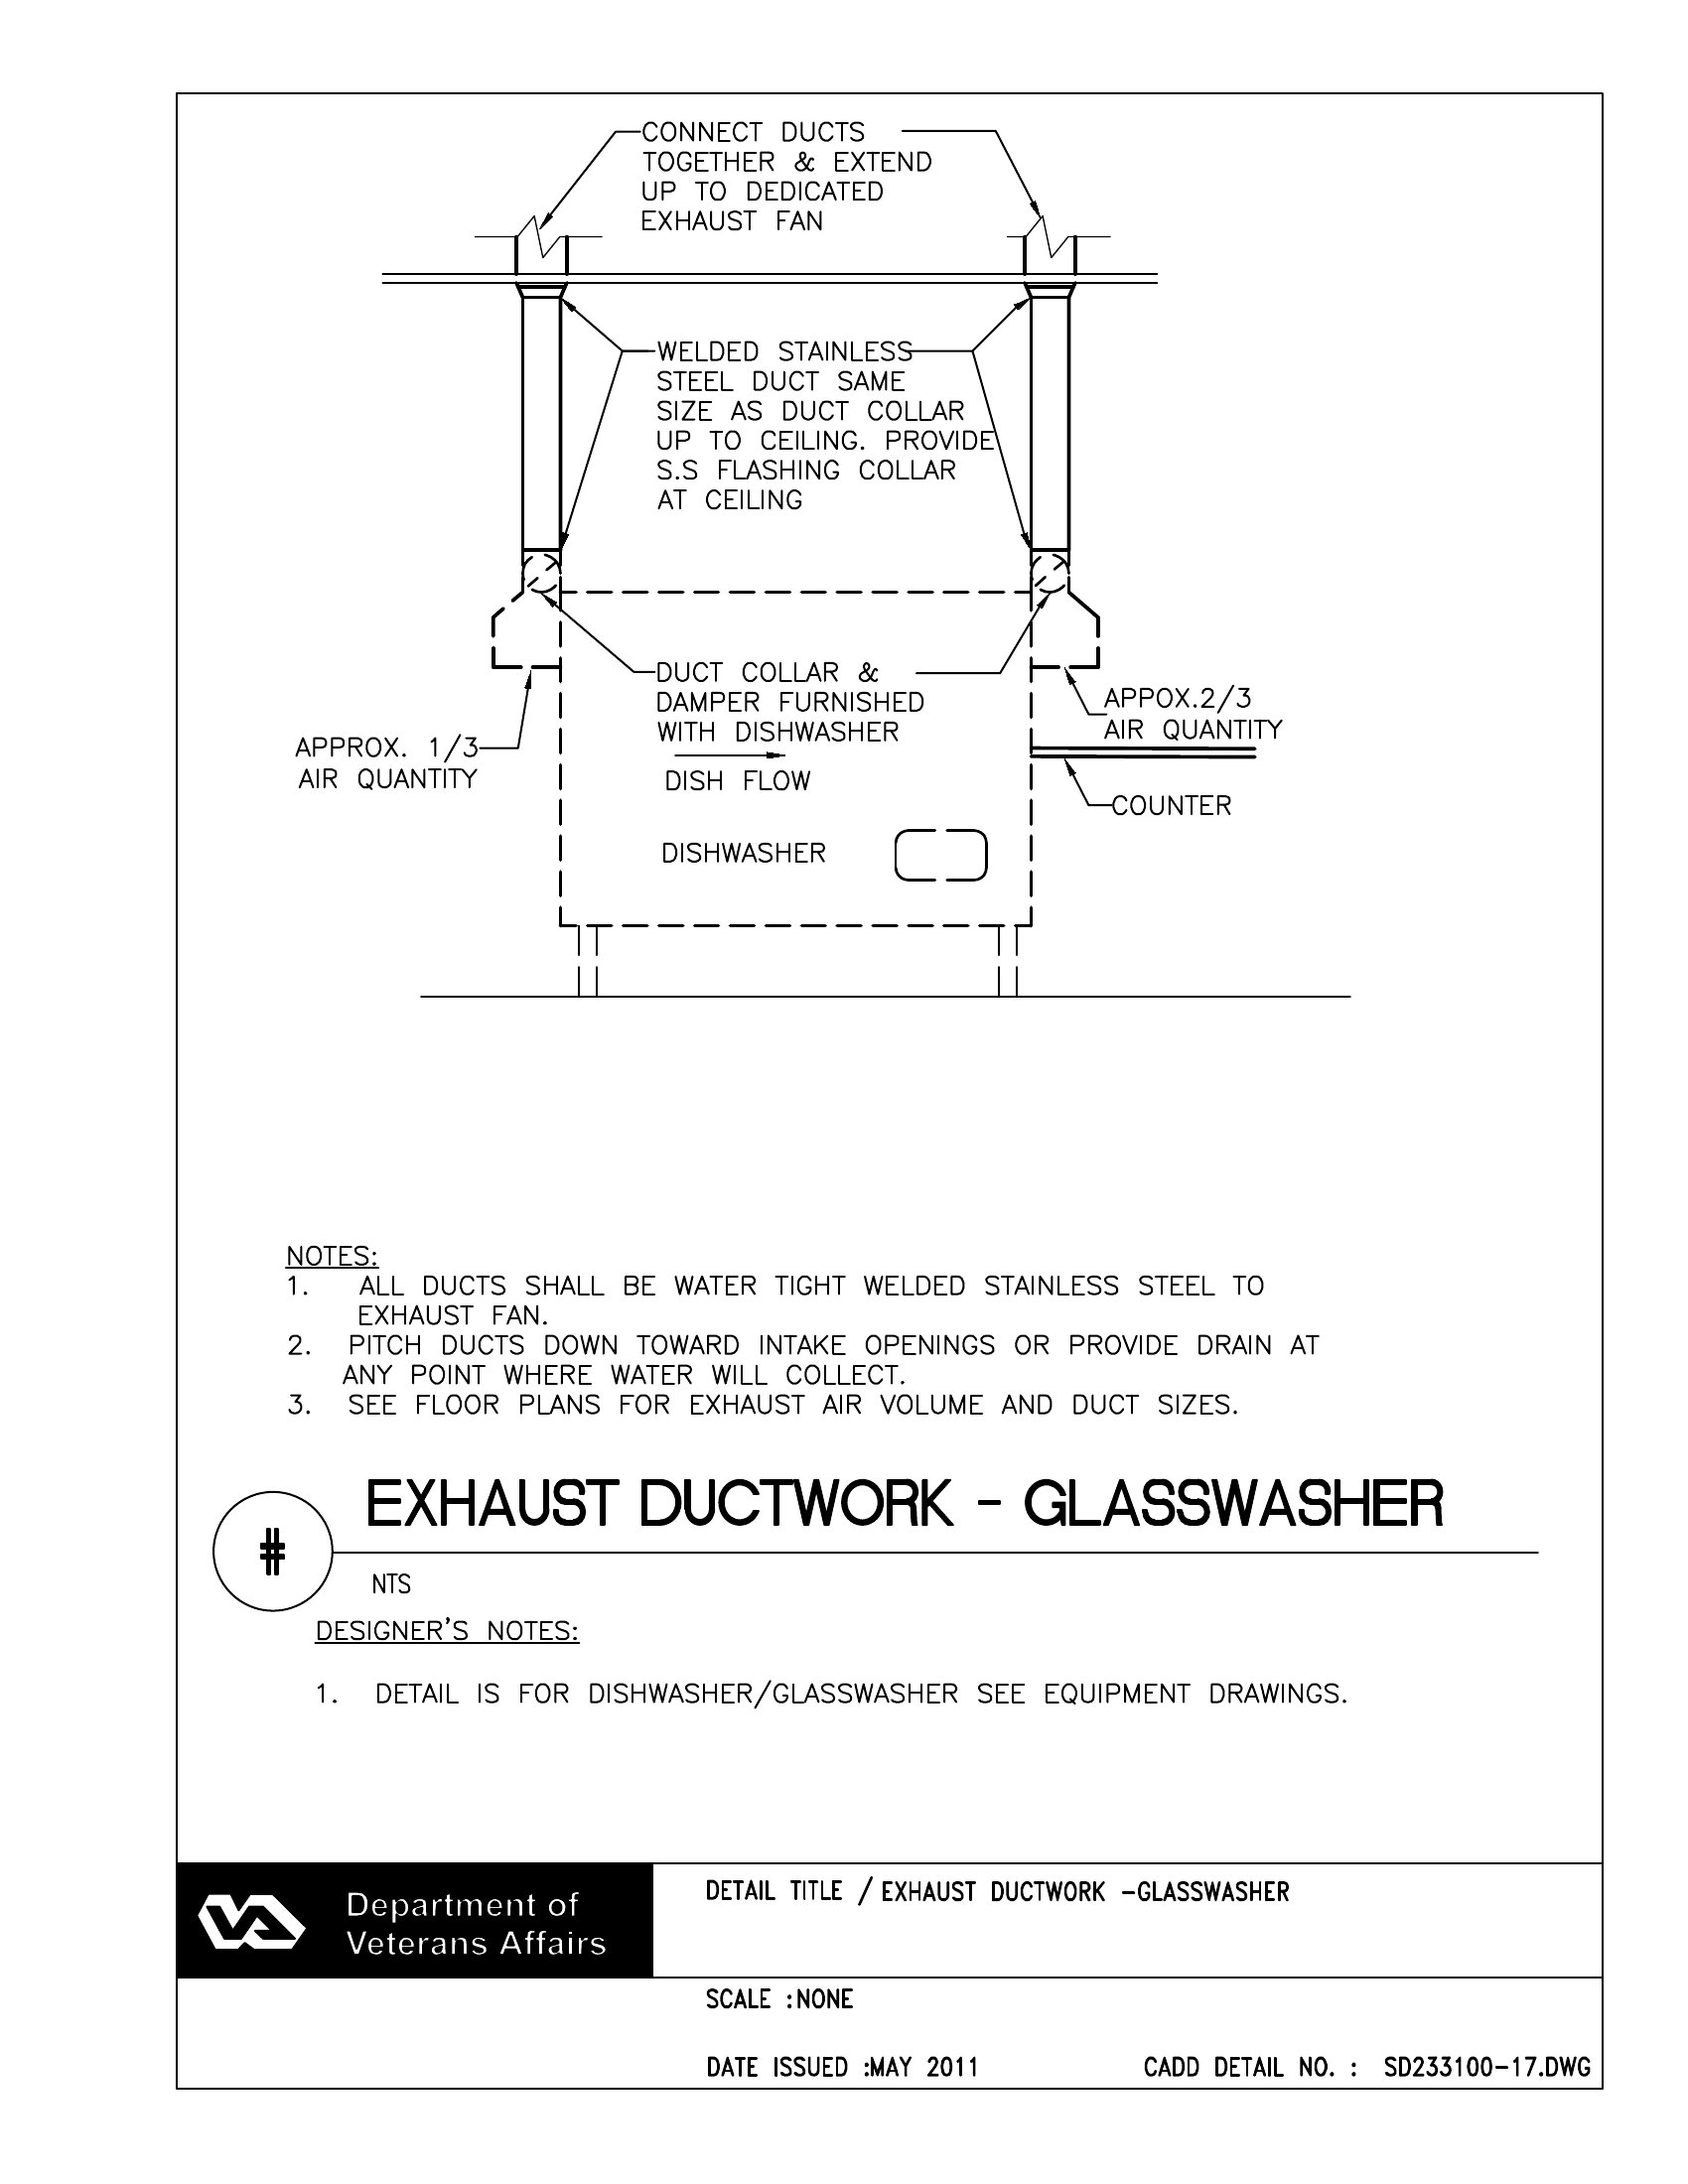 CONNECT DUCTS
TOGETHER & EXTEND
UP TO DEDICATED
EXHAUST FAN
WELDED STAINLESS
STEEL DUCT SAME
SIZE AS DUCT COLLAR
UP TO CEILING. PROVIDE
S.S FLASHING COLLAR
AT CEILING
DUCT COLLAR &
DAMPER FURNISHED
WITH DISHWASHER
APPOX.2/3
AIR QUANTITY
APPROX. 1/3
AIR QUANTITY
DISH FLOW
COUNTER
DISHWASHER
NOTES:
1. ALL DUCTS SHALL BE WATER TIGHT WELDED STAINLESS STEEL TO
EXHAUST FAN.
2. PITCH DUCTS DOWN TOWARD INTAKE OPENINGS OR PROVIDE DRAIN AT
ANY POINT WHERE WATER WILL COLLECT.
3. SEE FLOOR PLANS FOR EXHAUST AIR VOLUME AND DUCT SIZES.
EXHAUST DUCTWORK - GLASSWASHER
#
NTS
DESIGNER'S NOTES:
1. DETAIL IS FOR DISHWASHER/GLASSWASHER SEE EQUIPMENT DRAWINGS.
VA
Department of
Veterans Affairs
DETAIL TITLE / EXHAUST DUCTWORK -GLASSWASHER
SCALE :NONE
DATE ISSUED :MAY 2011
CADD DETAIL NO. : SD233100-17.DWG